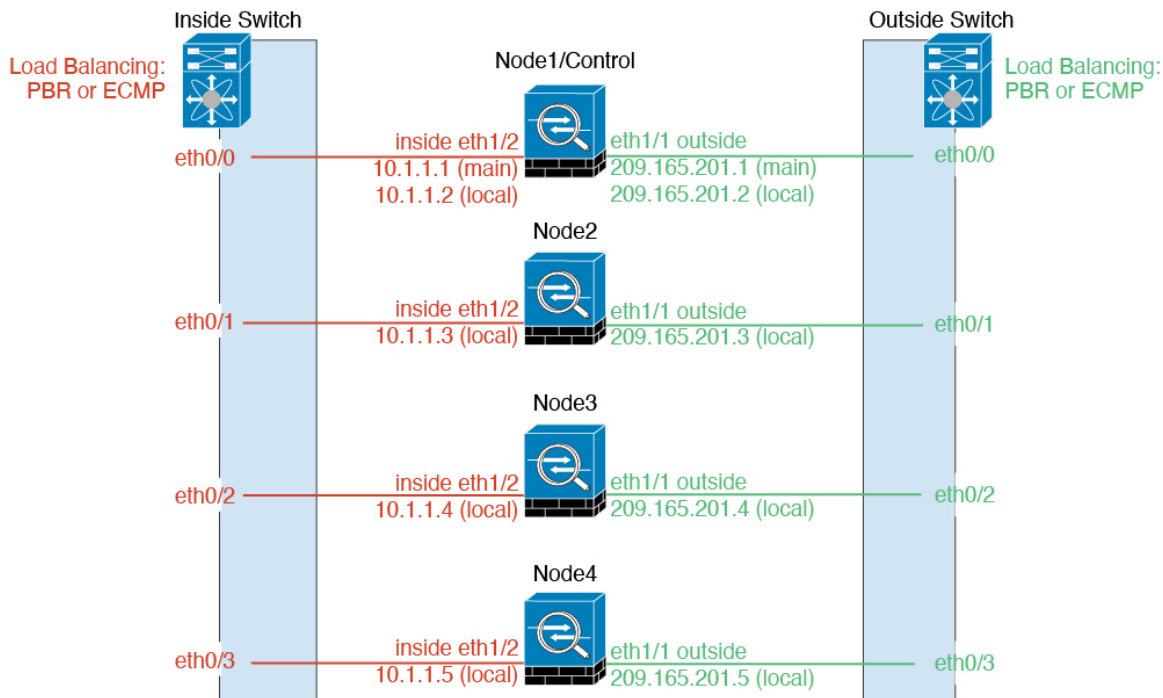 Inside Switch
Outside Switch
Load Balancing:
PBR or ECMP
Node1/Control
Load Balancing:
PBR or ECMP
eth0/0
inside eth1/2
10.1.1.1 (main)
10.1.1.2 (local)
eth1/1 outside
209.165.201.1 (main)
209.165.201.2 (local)
eth0/0
Node2
eth0/1
inside eth1/2
10.1.1.3 (local)
eth1/1 outside
209.165.201.3 (local)
eth0/1
Node3
eth0/2
inside eth1/2
10.1.1.4 (local)
eth1/1 outside
209.165.201.4 (local)
eth0/2
Node4
eth0/3
inside eth1/2
10.1.1.5 (local)
eth1/1 outside
209.165.201.5 (local)
eth0/3